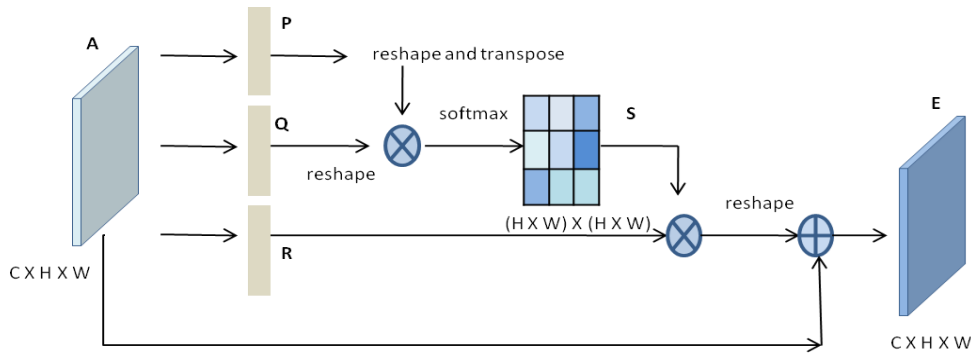 P
A
reshape and transpose
Q
softmax
S
E
reshape
(H X W) X (H X W)
reshape
R
C X H X W
C X H X W